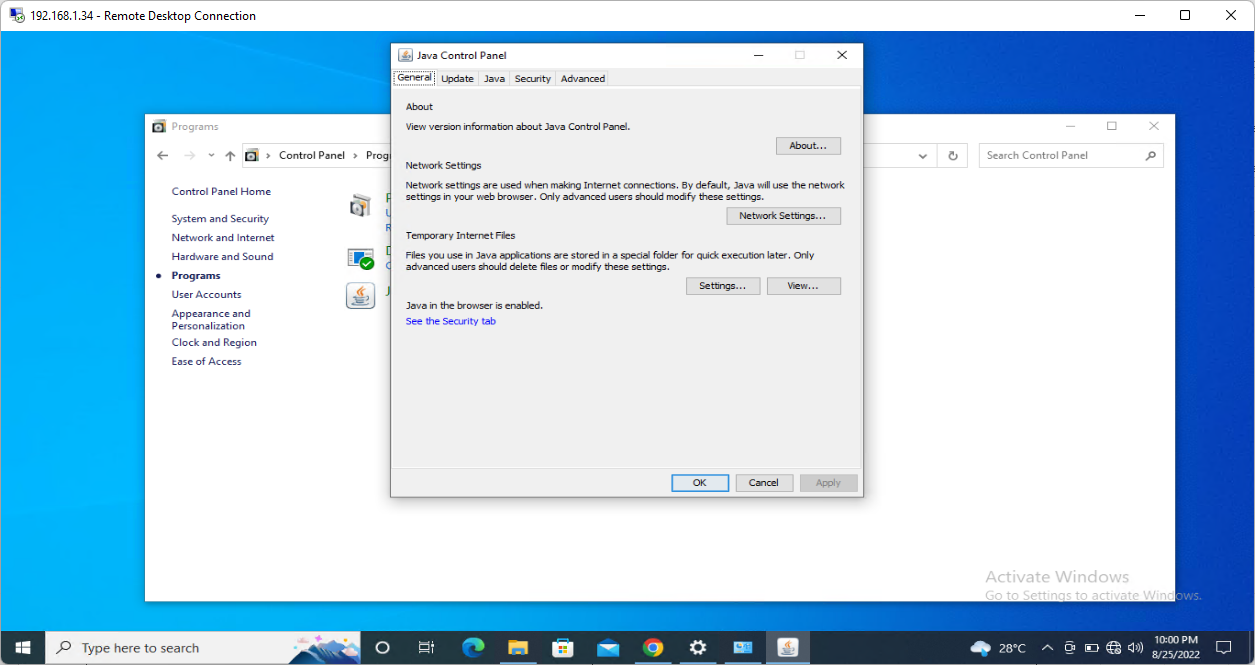 192.168.1.34 - Remote Desktop Connection
Java Control Panel
General Update Java Security Advanced
About
View version information about Java Control Panel.
About...
Network Settings
Network settings are used when making Internet connections. By default, Java will use the network
settings in your web browser. Only advanced users should modify these settings.
Network Settings...
Temporary Internet Files
Files you use in Java applications are stored in a special folder for quick execution later. Only
advanced users should delete files or modify these settings.
Settings... View...
Java in the browser is enabled.
See the Security tab
OK Cancel Apply
Programs
Control Panel
Search Control Panel
Control Panel Home
System and Security
Network and Internet
Hardware and Sound
Programs
User Accounts
Appearance and
Personalization
Clock and Region
Ease of Access
Activate Windows
Go to Settings to activate Windows.
Type here to search
28°C
10:00 PM
8/25/2022